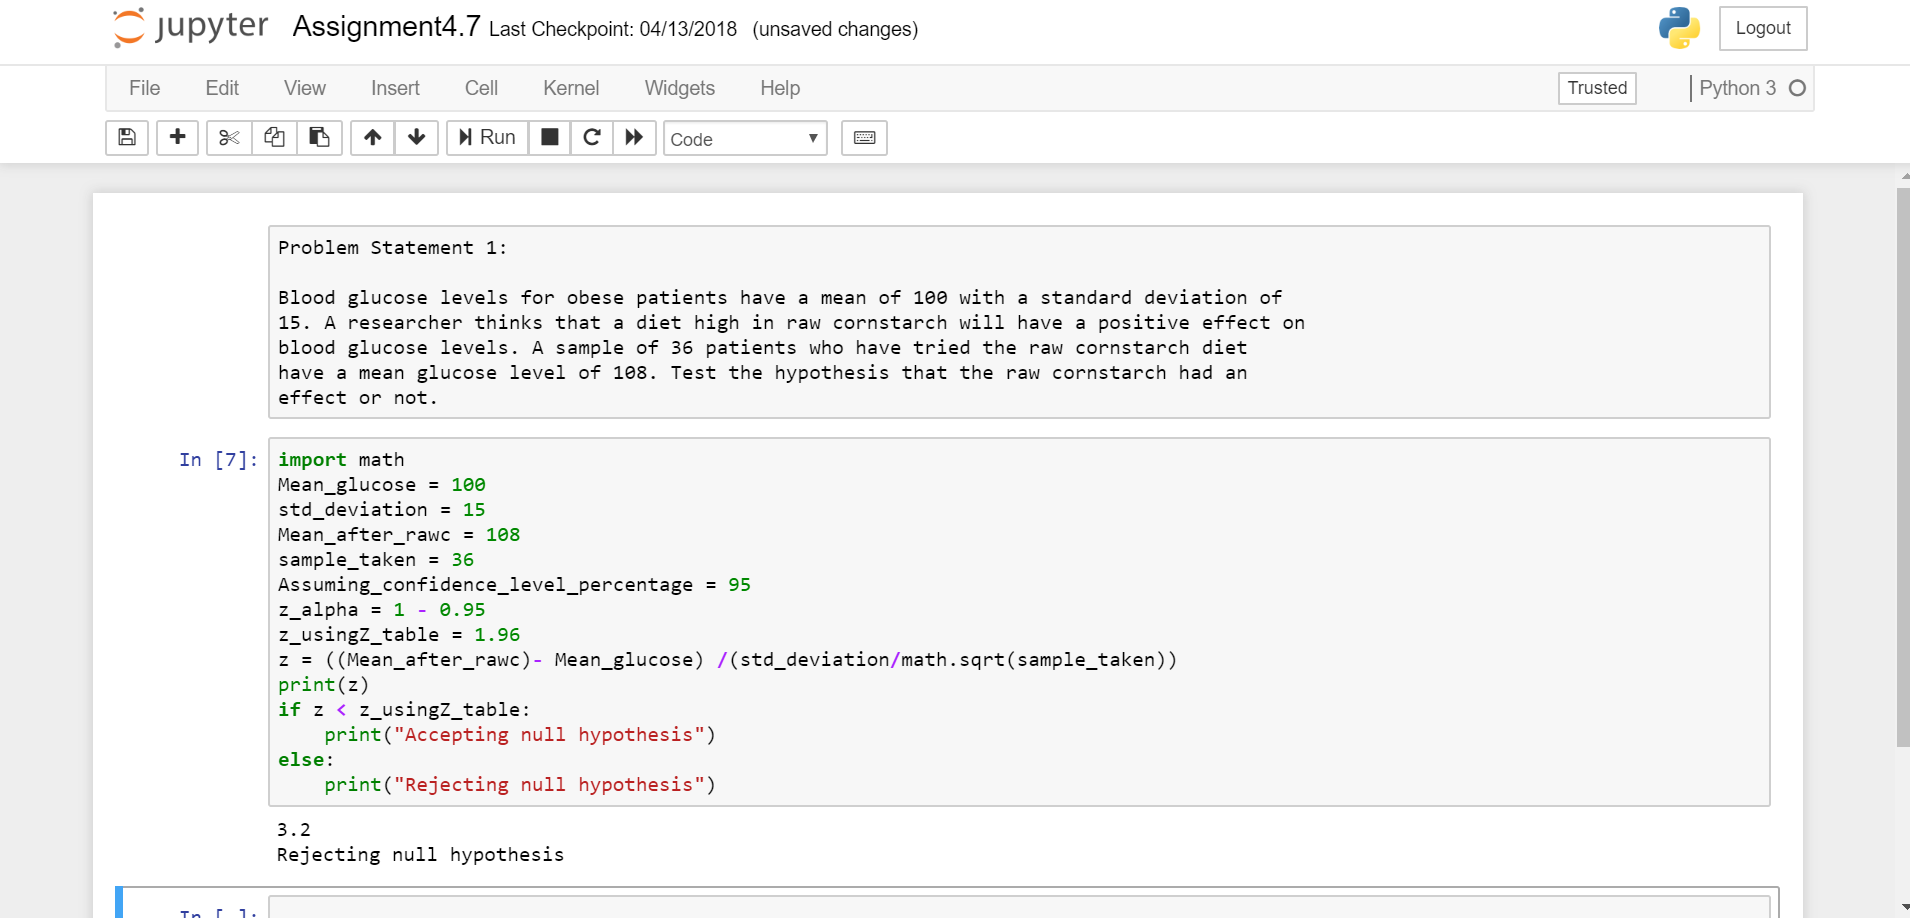 jupyter Assignment4.7 Last Checkpoint: 04/13/2018 (unsaved changes) Logout
File Edit View Insert Cell Kernel Widgets Help Trusted Python 3
Run Code
Problem Statement 1:
Blood glucose levels for obese patients have a mean of 100 with a standard deviation of
15. A researcher thinks that a diet high in raw cornstarch will have a positive effect on
blood glucose levels. A sample of 36 patients who have tried the raw cornstarch diet
have a mean glucose level of 108. Test the hypothesis that the raw cornstarch had an
effect or not.
In [7]: import math
Mean_glucose = 100
std_deviation = 15
Mean_after_rawc = 108
sample_taken = 36
Assuming_confidence_level_percentage = 95
z_alpha = 1 - 0.95
z_usingZ_table = 1.96
z = ((Mean_after_rawc)- Mean_glucose) /(std_deviation/math.sqrt(sample_taken))
print(z)
if z < z_usingZ_table:
    print("Accepting null hypothesis")
else:
    print("Rejecting null hypothesis")
3.2
Rejecting null hypothesis
In [ ]: